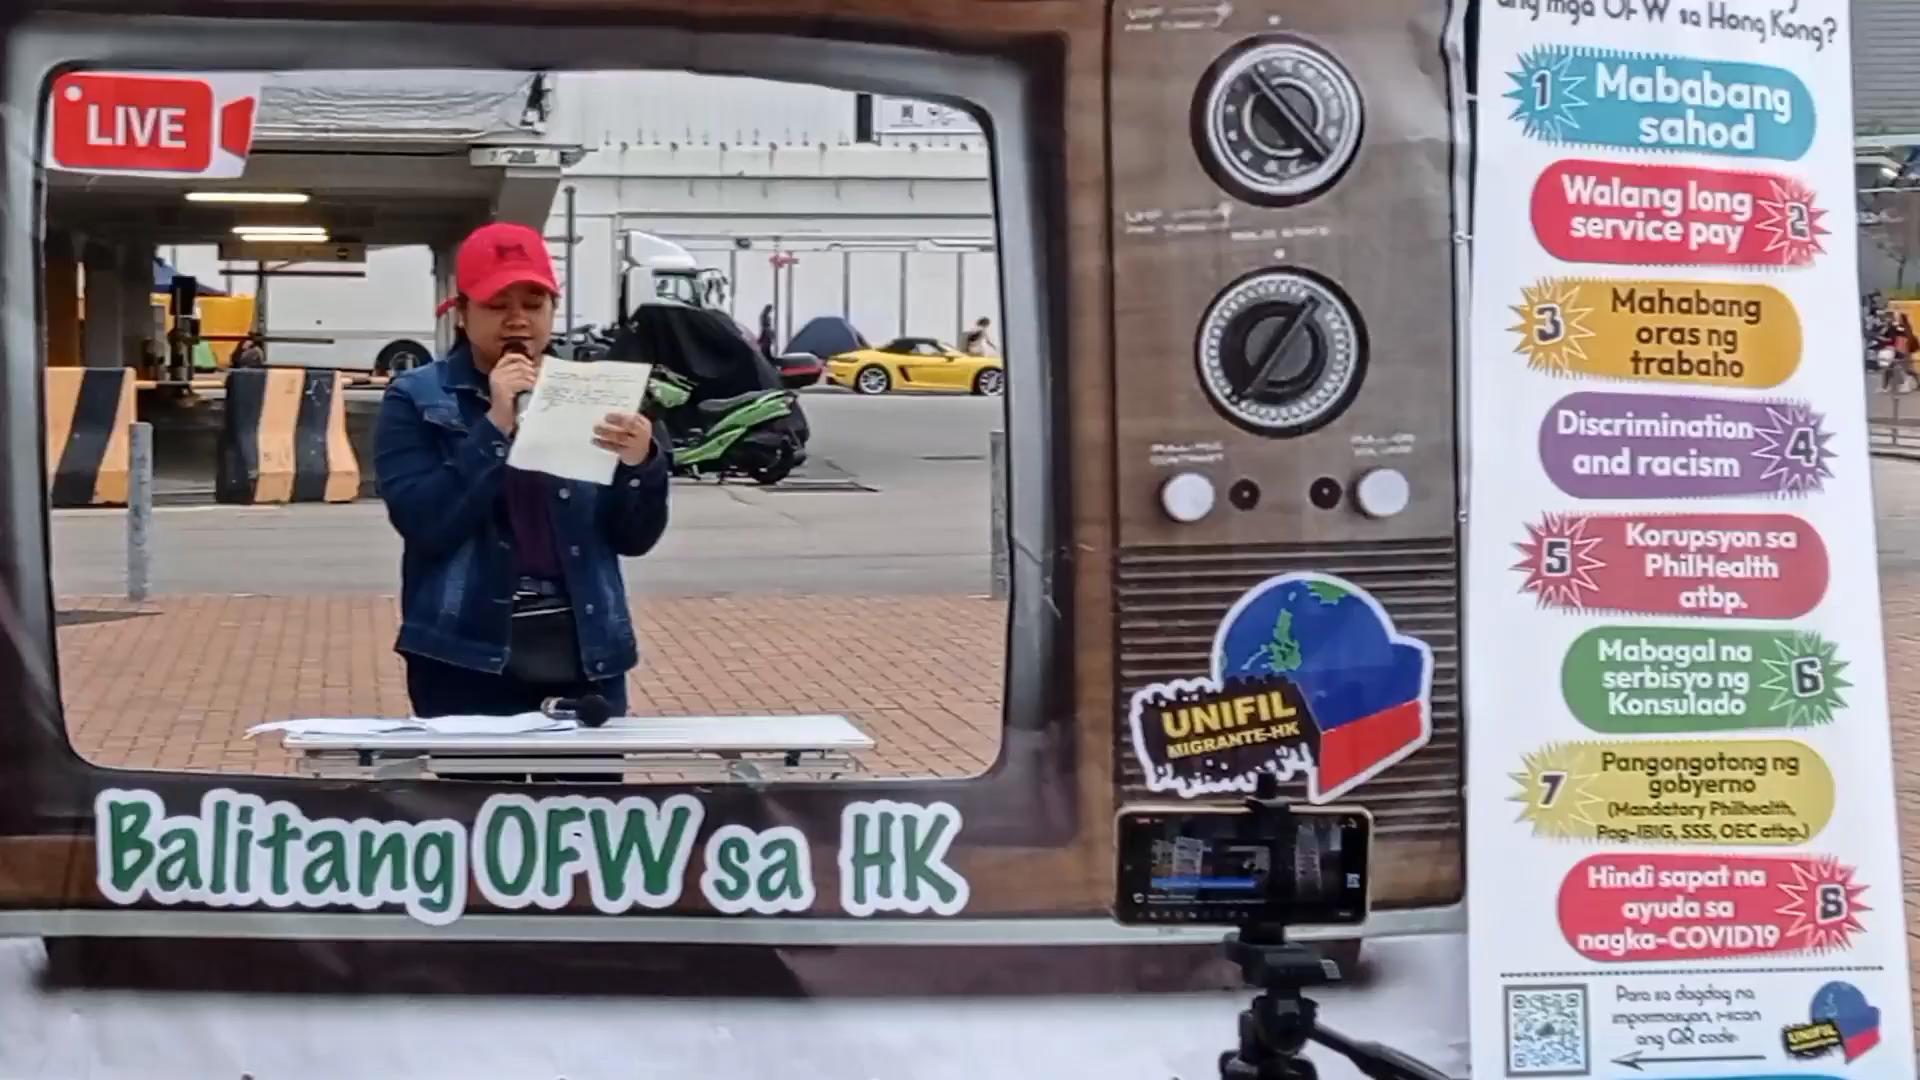 LIVE
UNIFIL
MIGRANTE-HK
Balitang OFW sa HK
ang mga OFW sa Hong Kong?
1 Mababang
sahod
Walang long
service pay 2
3 Mahabang
oras ng
trabaho
Discrimination
and racism 4
5 Korupsyon sa
PhilHealth
atbp.
Mabagal na
serbisyo ng
Konsulado 6
7 Pangongotong ng
gobyerno
(Mandatory Philhealth,
Pag-IBIG, SSS, OEC atbp.)
Hindi sapat na
ayuda sa
nagka-COVID19 8
Para sa dagdag na
impormasyon, i-scan
ang QR code.
UNIFIL